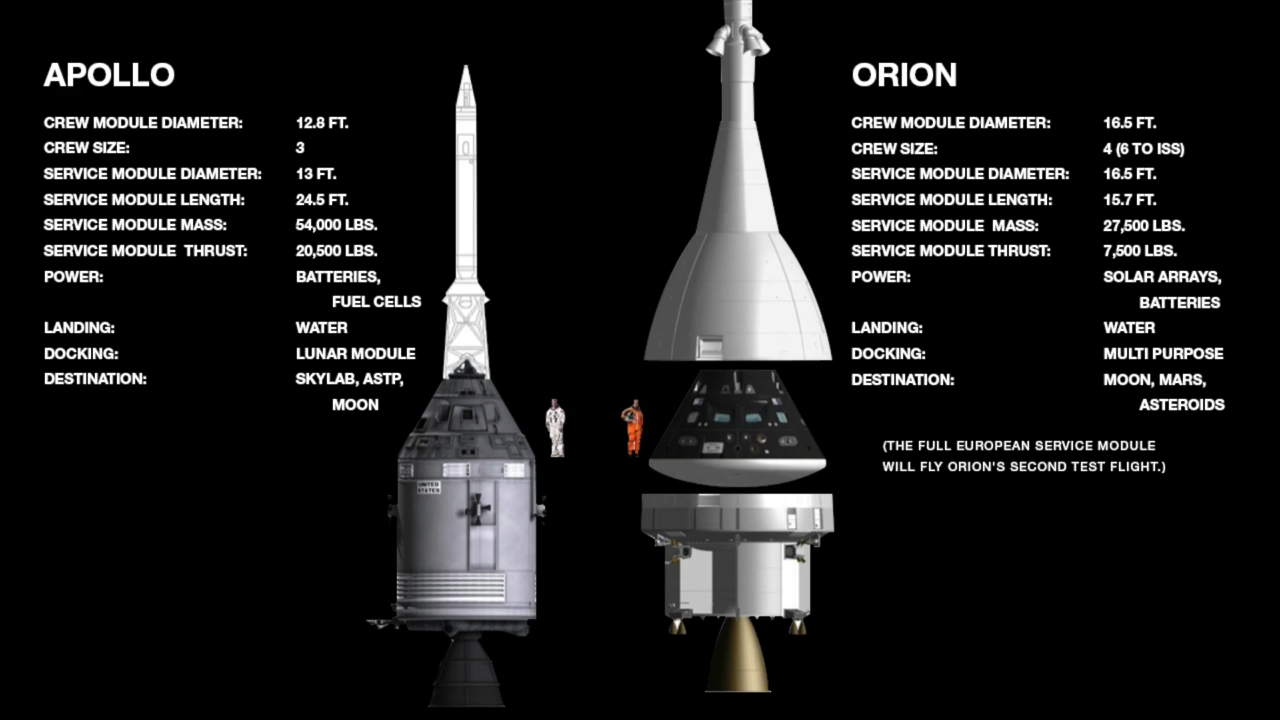 APOLLO
CREW MODULE DIAMETER: 12.8 FT.
CREW SIZE: 3
SERVICE MODULE DIAMETER: 13 FT.
SERVICE MODULE LENGTH: 24.5 FT.
SERVICE MODULE MASS: 54,000 LBS.
SERVICE MODULE THRUST: 20,500 LBS.
POWER: BATTERIES,
FUEL CELLS
LANDING: WATER
DOCKING: LUNAR MODULE
DESTINATION: SKYLAB, ASTP,
MOON
UNITED
STATES
ORION
CREW MODULE DIAMETER: 16.5 FT.
CREW SIZE: 4 (6 TO ISS)
SERVICE MODULE DIAMETER: 16.5 FT.
SERVICE MODULE LENGTH: 15.7 FT.
SERVICE MODULE MASS: 27,500 LBS.
SERVICE MODULE THRUST: 7,500 LBS.
POWER: SOLAR ARRAYS,
BATTERIES
LANDING: WATER
DOCKING: MULTI PURPOSE
DESTINATION: MOON, MARS,
ASTEROIDS
(THE FULL EUROPEAN SERVICE MODULE
WILL FLY ORION'S SECOND TEST FLIGHT.)